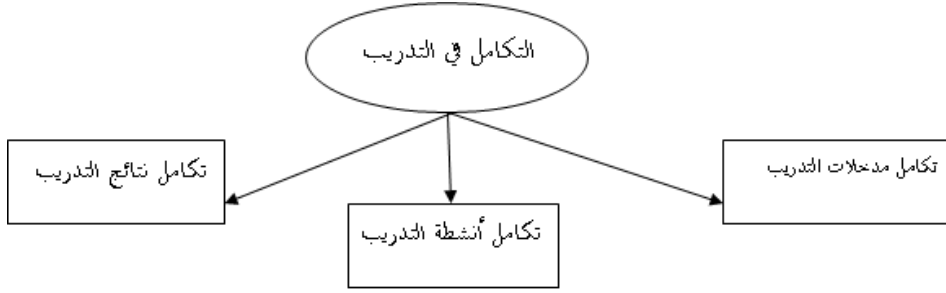 التكامل في التدريب
تكامل مدخلات التدريب
تكامل أنشطة التدريب
تكامل نتائج التدريب